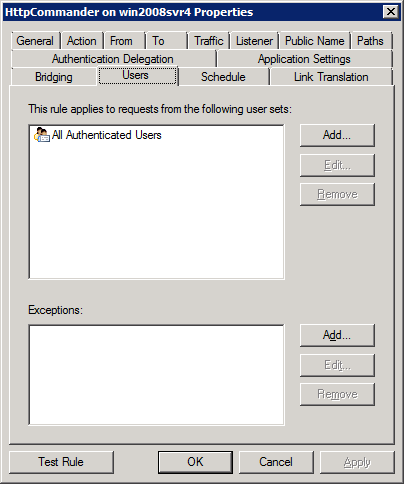 HttpCommander on win2008svr4 Properties
General Action From To Traffic Listener Public Name Paths
Authentication Delegation Application Settings
Bridging Users Schedule Link Translation
This rule applies to requests from the following user sets:
All Authenticated Users
Add...
Edit...
Remove
Exceptions:
Add...
Edit...
Remove
Test Rule OK Cancel Apply